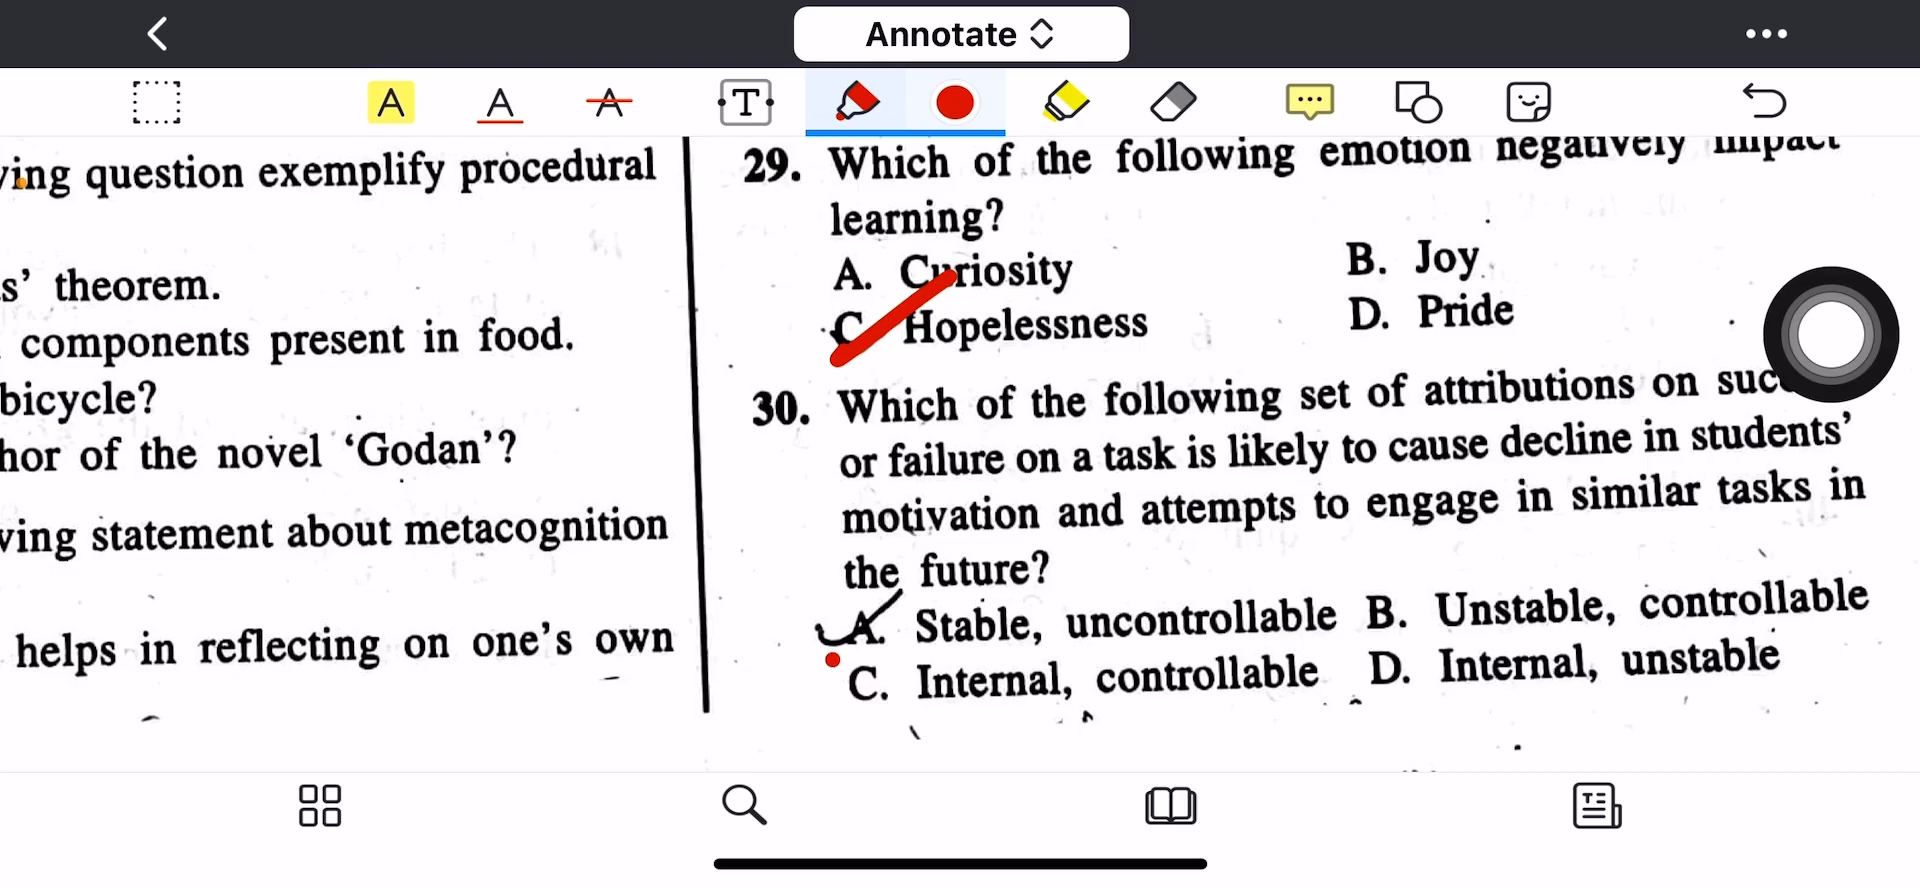 Annotate
A
A
A
T
ing question exemplify procedural
s’ theorem.
components present in food.
bicycle?
hor of the novel ‘Godan’?
ving statement about metacognition
helps in reflecting on one’s own
29. Which of the following emotion negatively impact
learning?
A. Curiosity B. Joy
C. Hopelessness D. Pride
30. Which of the following set of attributions on
or failure on a task is likely to cause decline in students’
motivation and attempts to engage in similar tasks in
the future?
A. Stable, uncontrollable B. Unstable, controllable
C. Internal, controllable D. Internal, unstable